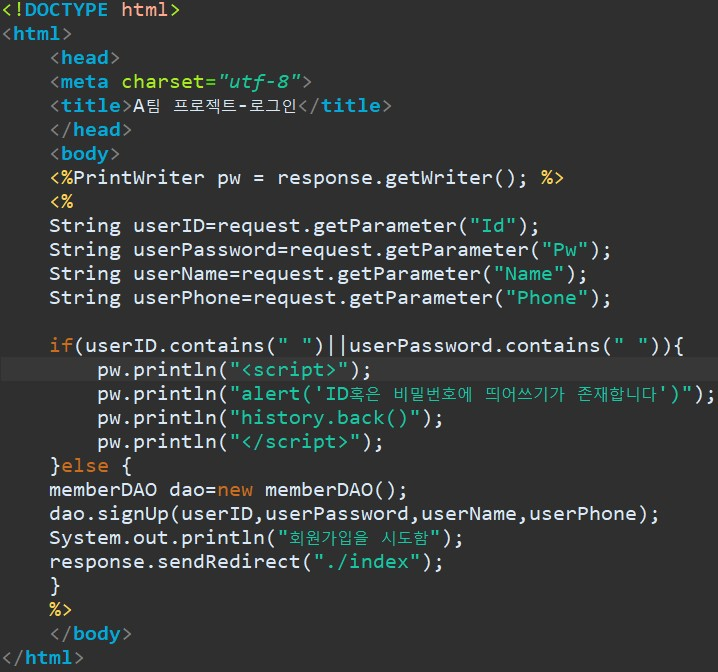 <!DOCTYPE html>
<html>
<head>
<meta charset="utf-8">
<title>A팀 프로젝트-로그인</title>
</head>
<body>
<%PrintWriter pw = response.getWriter(); %>
<%
String userID=request.getParameter("Id");
String userPassword=request.getParameter("Pw");
String userName=request.getParameter("Name");
String userPhone=request.getParameter("Phone");
if(userID.contains(" ")||userPassword.contains(" ")){
pw.println("<script>");
pw.println("alert('ID혹은 비밀번호에 띄어쓰기가 존재합니다')");
pw.println("history.back()");
pw.println("</script>");
}else {
memberDAO dao=new memberDAO();
dao.signUp(userID,userPassword,userName,userPhone);
System.out.println("회원가입을 시도함");
response.sendRedirect("./index");
}
%>
</body>
</html>